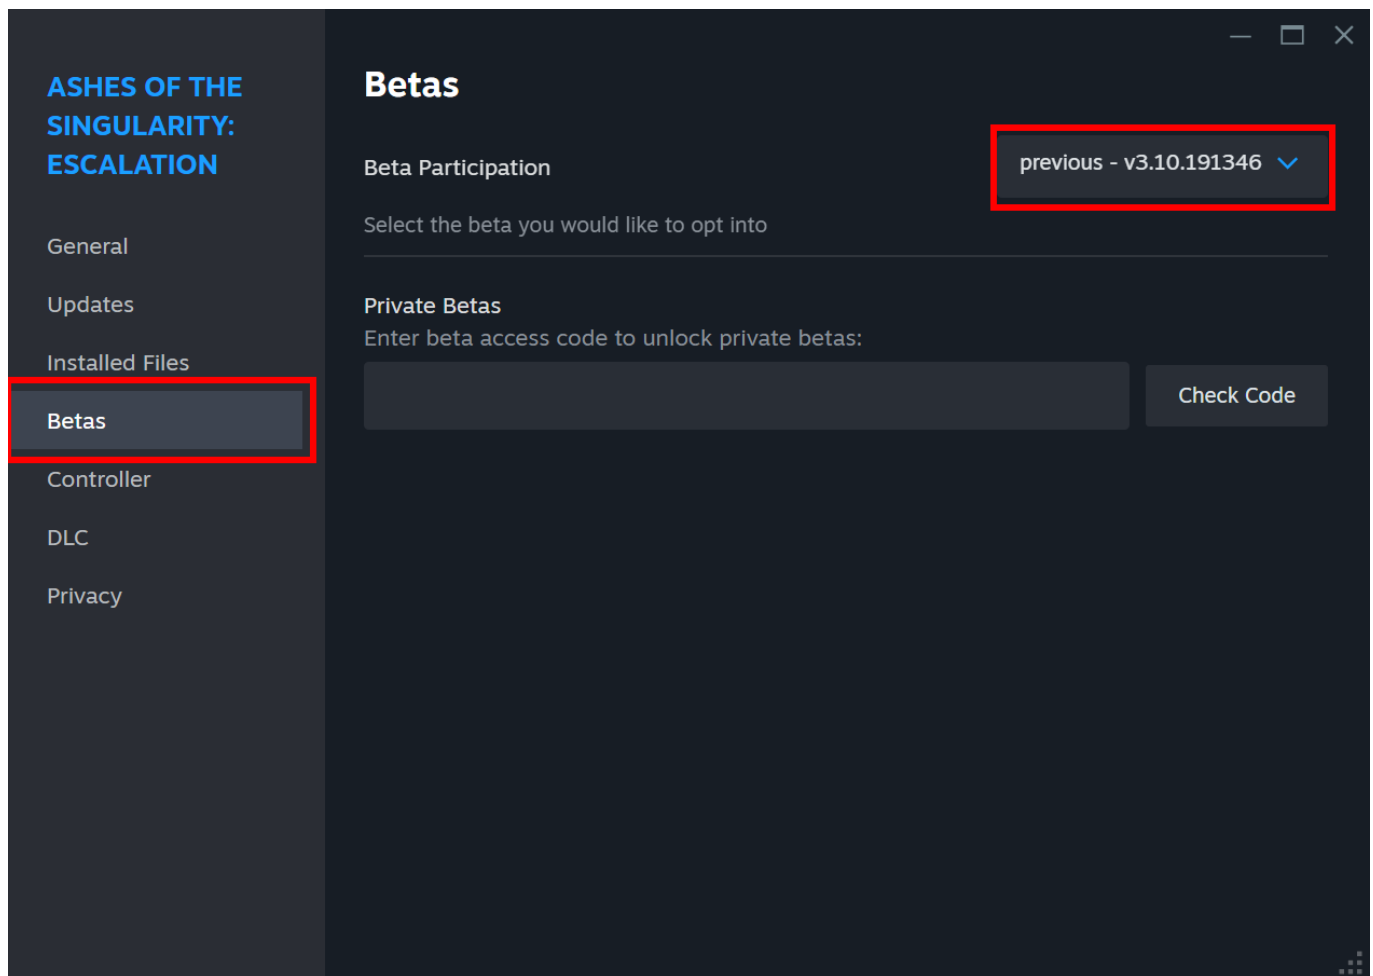 ASHES OF THE
SINGULARITY:
ESCALATION
General
Updates
Installed Files
Betas
Controller
DLC
Privacy
Betas
Beta Participation
previous - v3.10.191346
Select the beta you would like to opt into
Private Betas
Enter beta access code to unlock private betas:
Check Code